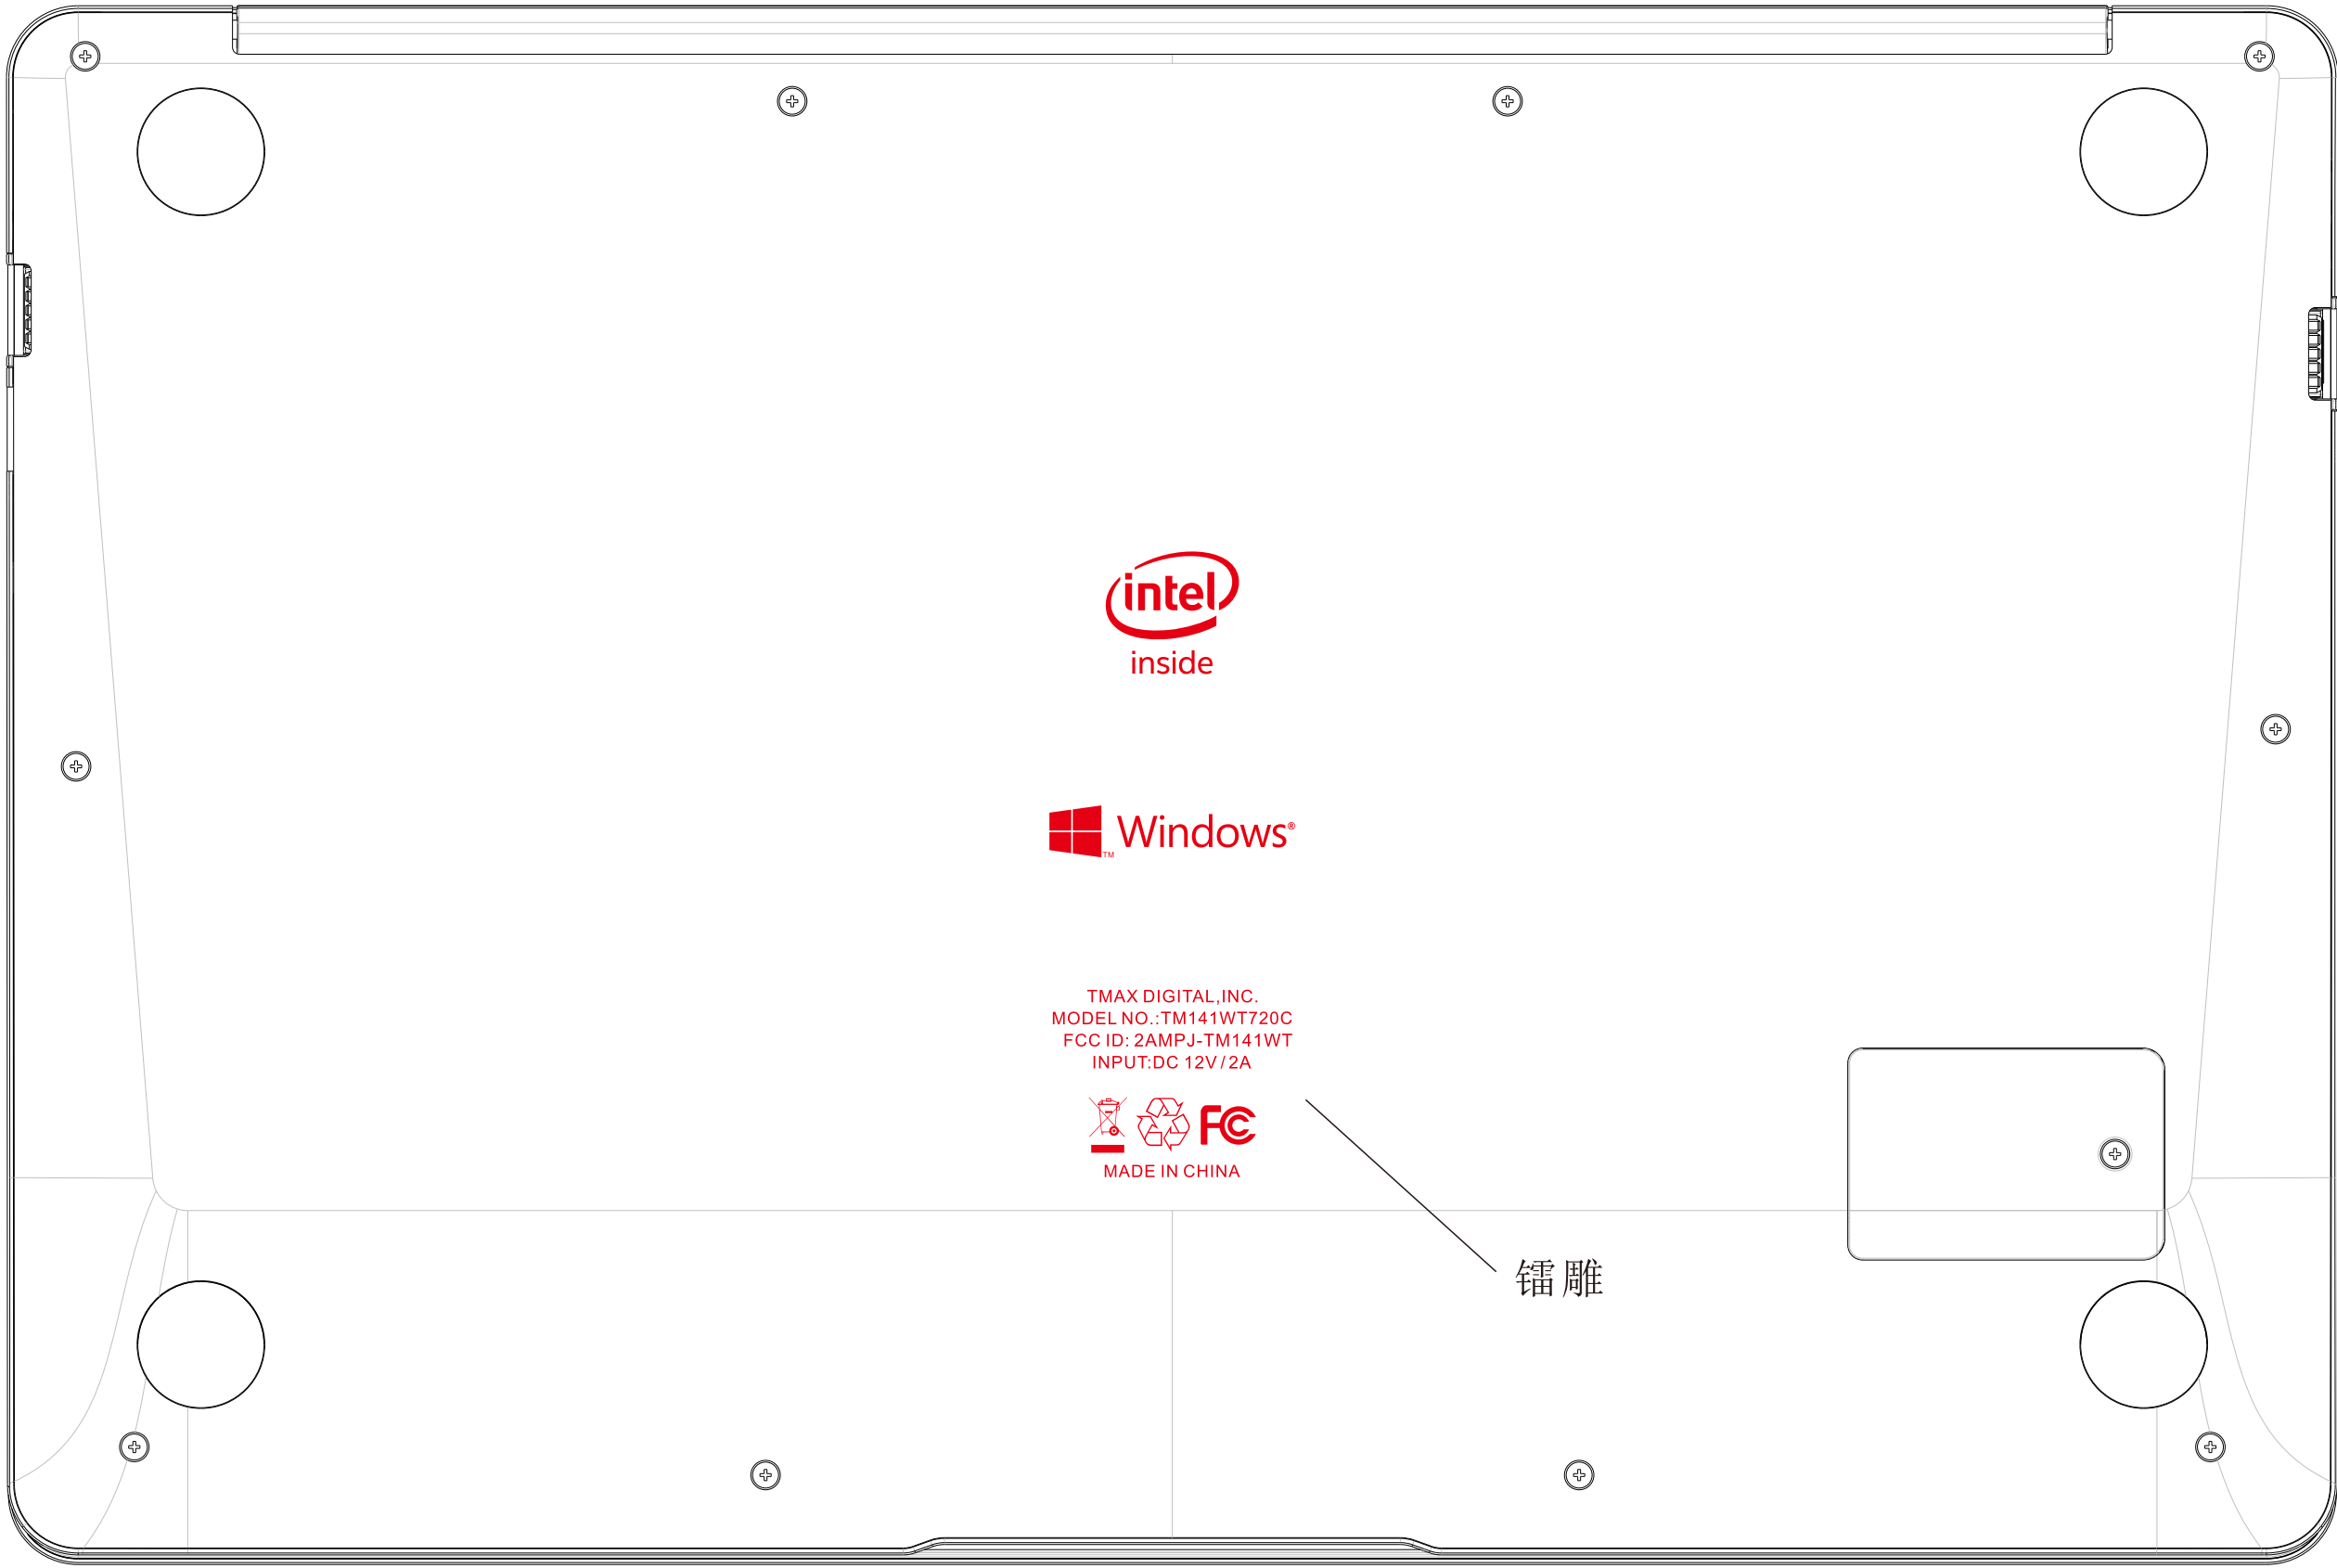 intel
inside
TM
Windows®
TMAX DIGITAL,INC.
MODEL NO.:TM141WT720C
FCC ID: 2AMPJ-TM141WT
INPUT:DC 12V/2A
FC
MADE IN CHINA
镭雕